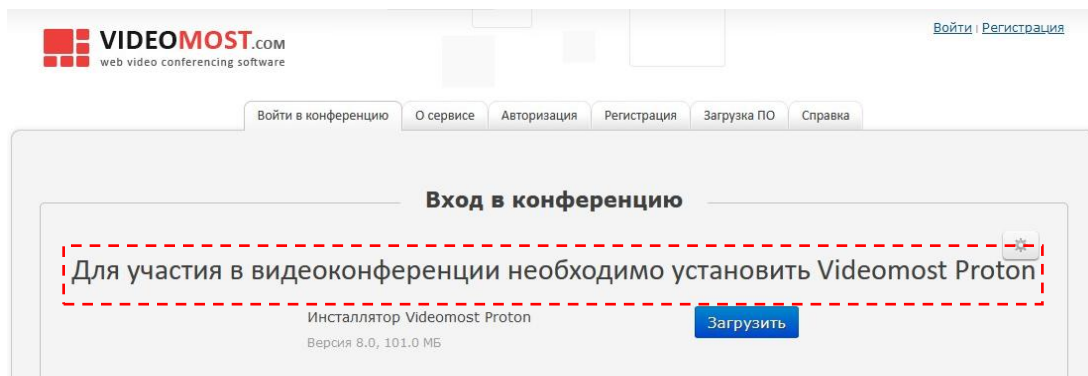 VIDEOMOST.COM
web video conferencing software
Войти | Регистрация
Войти в конференцию О сервисе Авторизация Регистрация Загрузка ПО Справка
Вход в конференцию
Для участия в видеоконференции необходимо установить Videomost Proton
Инсталлятор Videomost Proton
Загрузить
Версия 8.0, 101.0 МБ